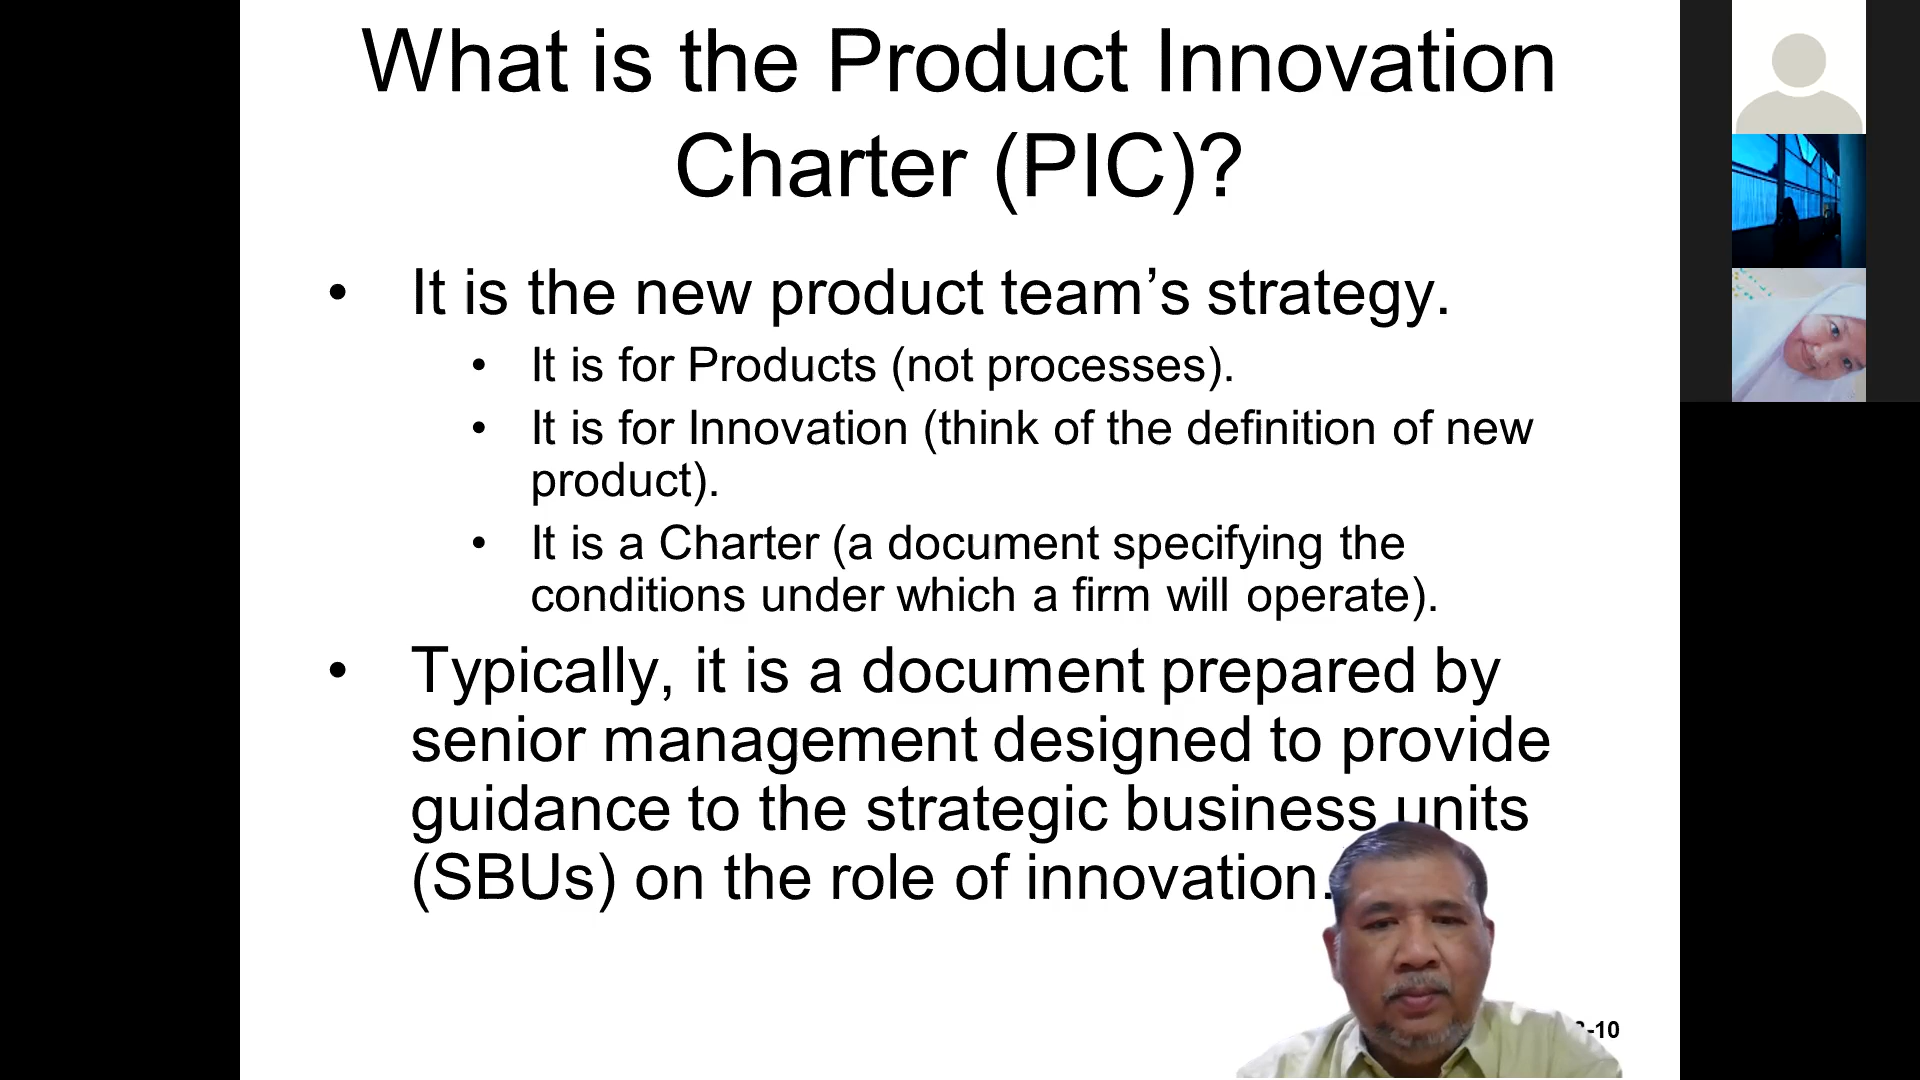 What is the Product Innovation
Charter (PIC)?
• It is the new product team’s strategy.
• It is for Products (not processes).
• It is for Innovation (think of the definition of new
product).
• It is a Charter (a document specifying the
conditions under which a firm will operate).
• Typically, it is a document prepared by
senior management designed to provide
guidance to the strategic business units
(SBUs) on the role of innovation.
-10